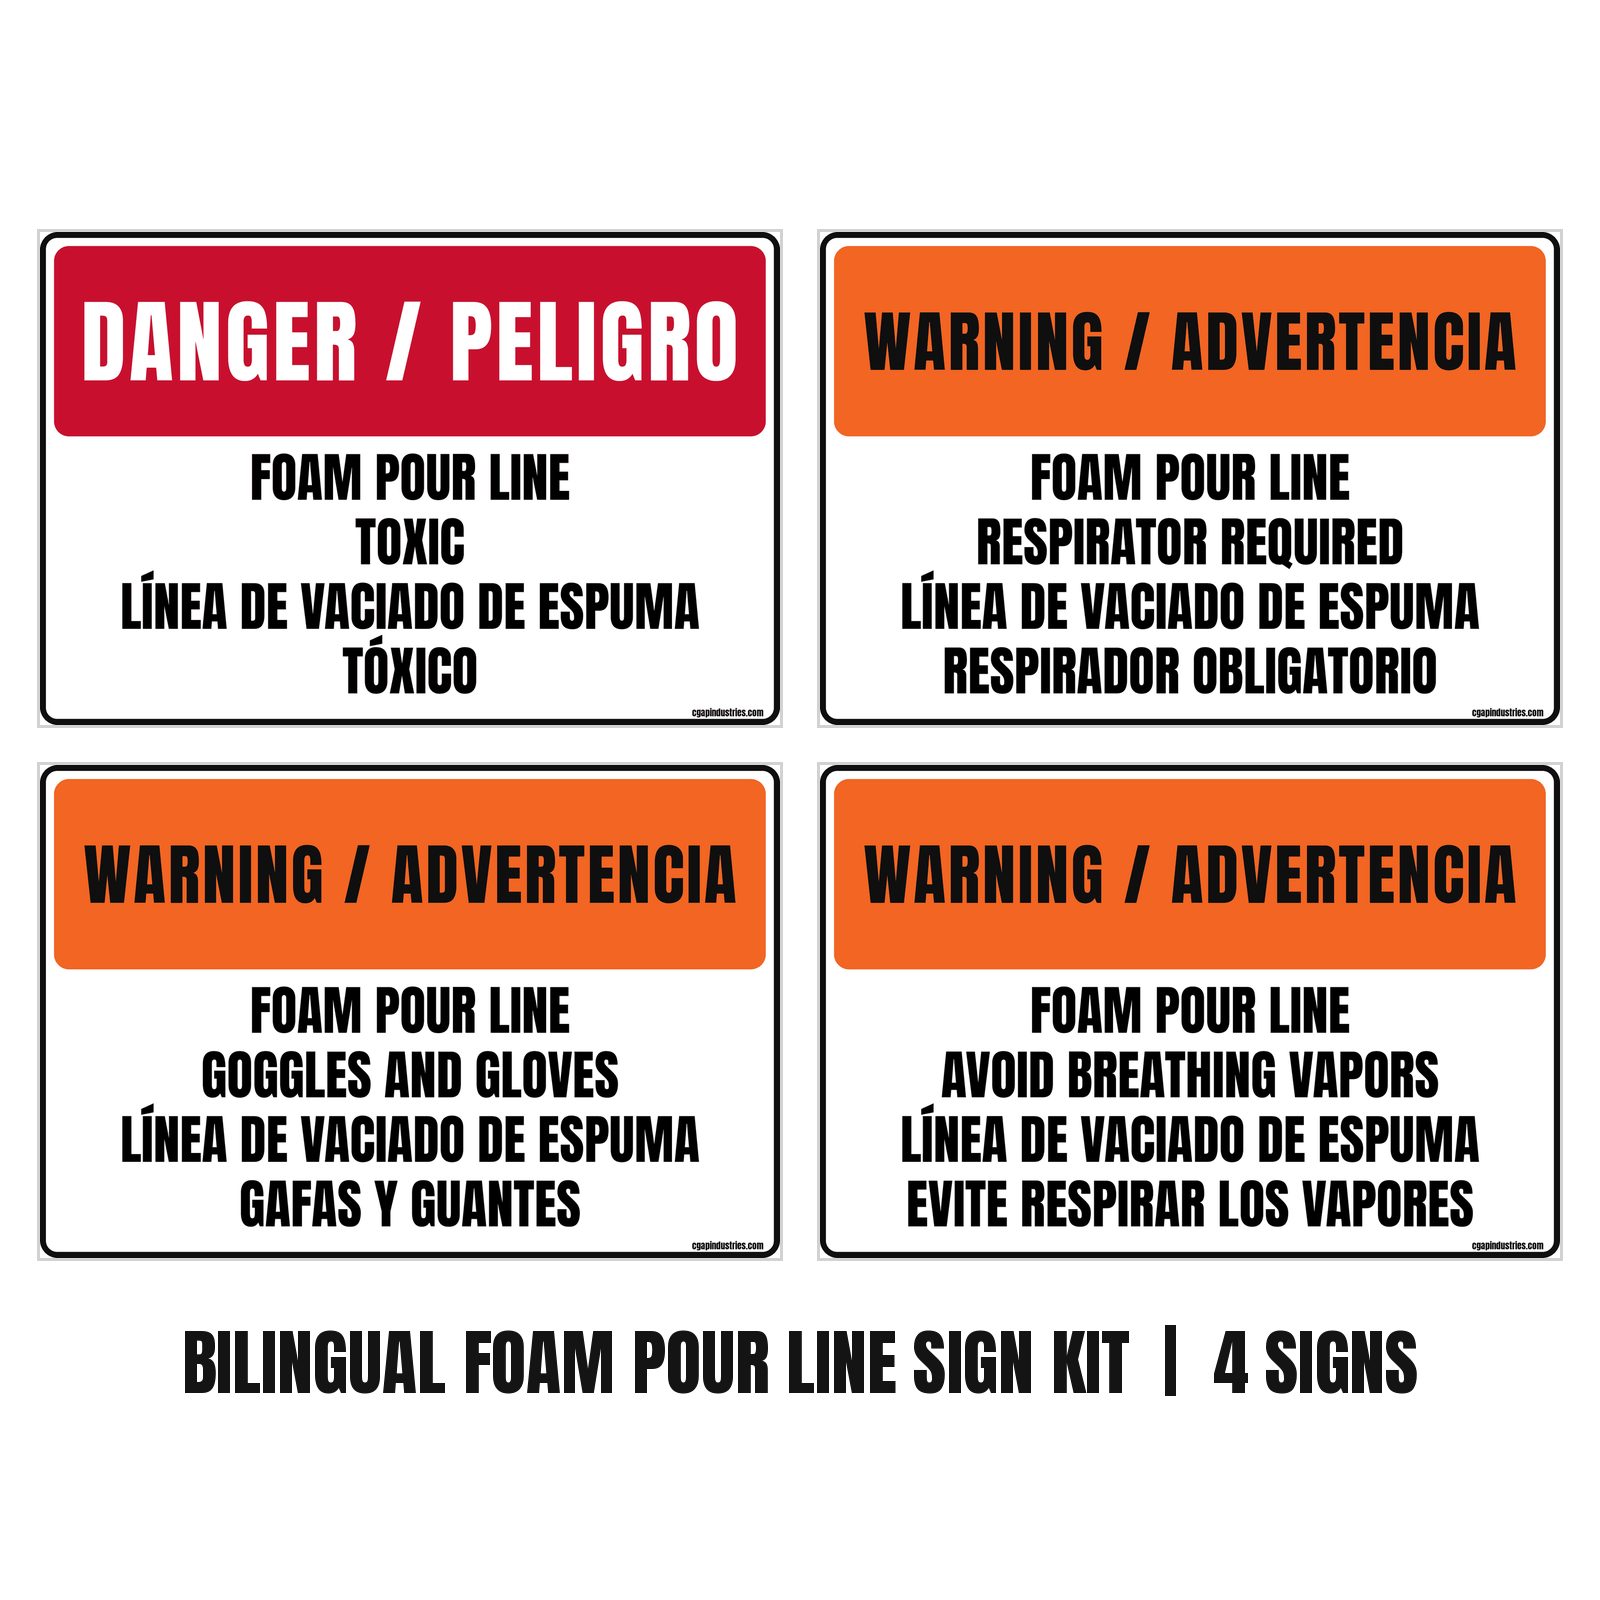 DANGER / PELIGRO
FOAM POUR LINE
TOXIC
LÍNEA DE VACIADO DE ESPUMA
TÓXICO
cgapindustries.com
WARNING / ADVERTENCIA
FOAM POUR LINE
RESPIRATOR REQUIRED
LÍNEA DE VACIADO DE ESPUMA
RESPIRADOR OBLIGATORIO
cgapindustries.com
WARNING / ADVERTENCIA
FOAM POUR LINE
GOGGLES AND GLOVES
LÍNEA DE VACIADO DE ESPUMA
GAFAS Y GUANTES
cgapindustries.com
WARNING / ADVERTENCIA
FOAM POUR LINE
AVOID BREATHING VAPORS
LÍNEA DE VACIADO DE ESPUMA
EVITE RESPIRAR LOS VAPORES
cgapindustries.com
BILINGUAL FOAM POUR LINE SIGN KIT | 4 SIGNS